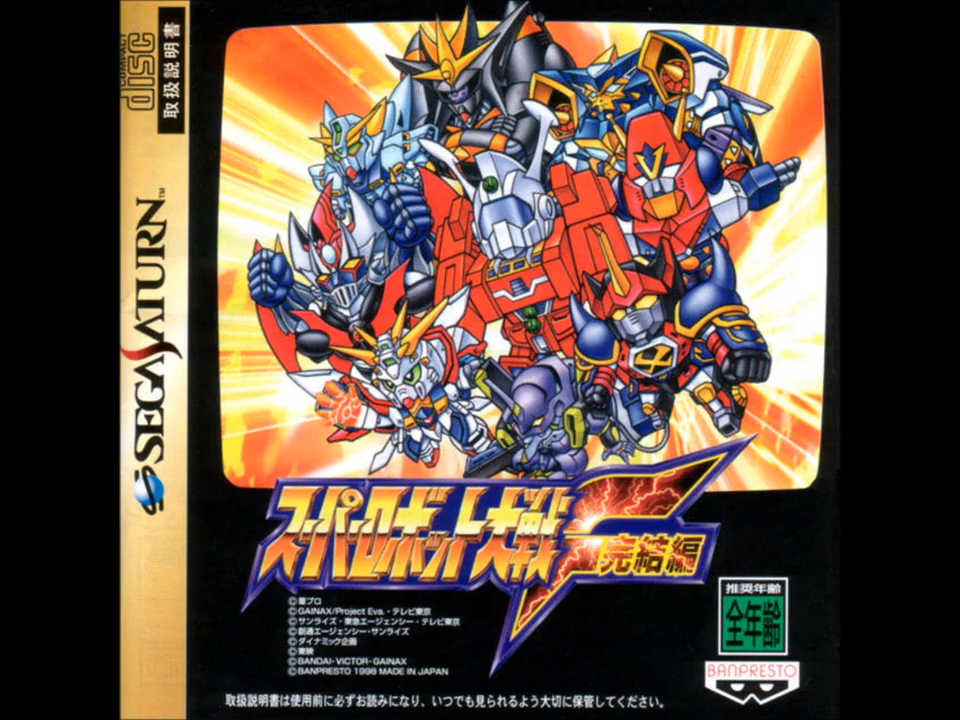 COMPACT
disc
取扱説明書
SEGA SATURN™
スーパーロボット大戦F
完結編
©葦プロ
©GAINAX/Project Eva.・テレビ東京
©サンライズ・東急エージェンシー・テレビ東京
©創通エージェンシー・サンライズ
©ダイナミック企画
©東映
©BANDAI・VICTOR・GAINAX
©BANPRESTO 1998 MADE IN JAPAN
推奨年齢
全年齢
BANPRESTO
取扱説明書は使用前に必ずお読みになり、いつでも見られるよう大切に保管してください。